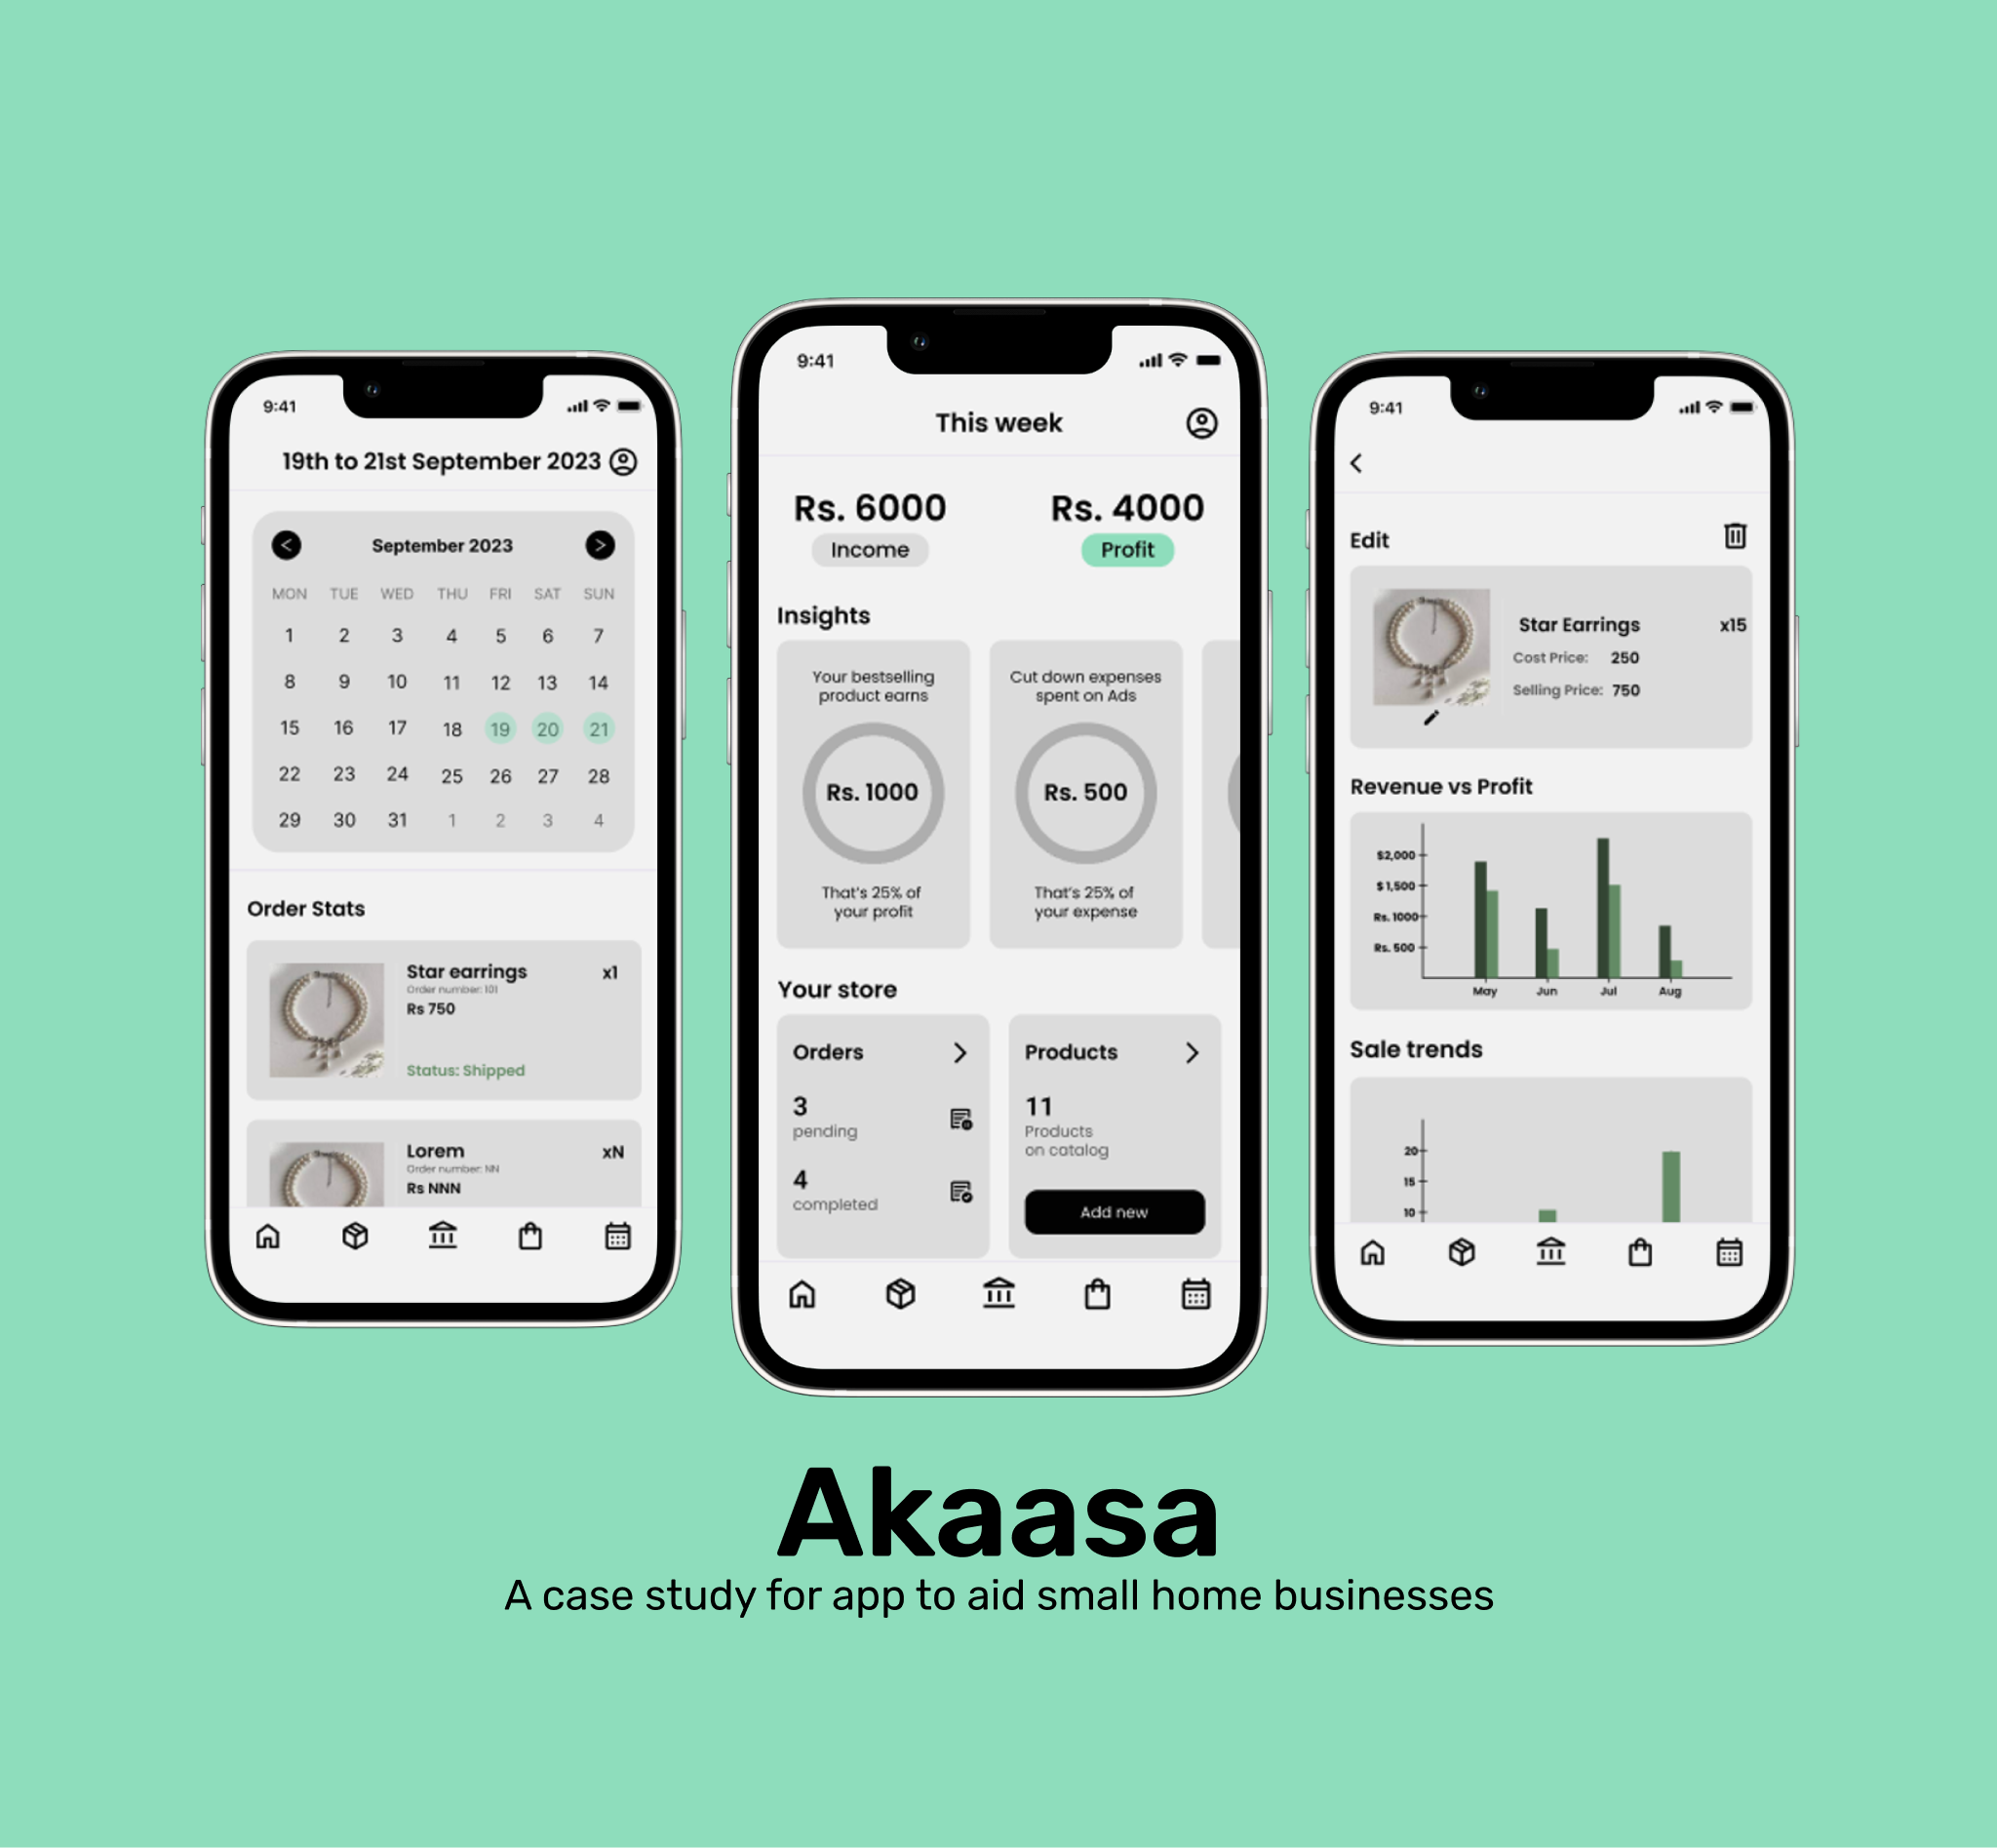 9:41
19th to 21st September 2023
<
September 2023
>
MON TUE WED THU FRI SAT SUN
1 2 3 4 5 6 7
8 9 10 11 12 13 14
15 16 17 18 19 20 21
22 23 24 25 26 27 28
29 30 31 1 2 3 4
Order Stats
Star earrings x1
Order number: 101
Rs 750
Status: Shipped
Lorem xN
Order number: NN
Rs NNN
9:41
This week
Rs. 6000 Rs. 4000
Income Profit
Insights
Your bestselling
product earns
Rs. 1000
That's 25% of
your profit
Cut down expenses
spent on Ads
Rs. 500
That's 25% of
your expense
Your store
Orders
3
pending
4
completed
Products
11
Products
on catalog
Add new
9:41
Edit
Star Earrings x15
Cost Price: 250
Selling Price: 750
Revenue vs Profit
$2,000
$1,500
Rs. 1000
Rs. 500
May Jun Jul Aug
Sale trends
20
15
10
Akaasa
A case study for app to aid small home businesses